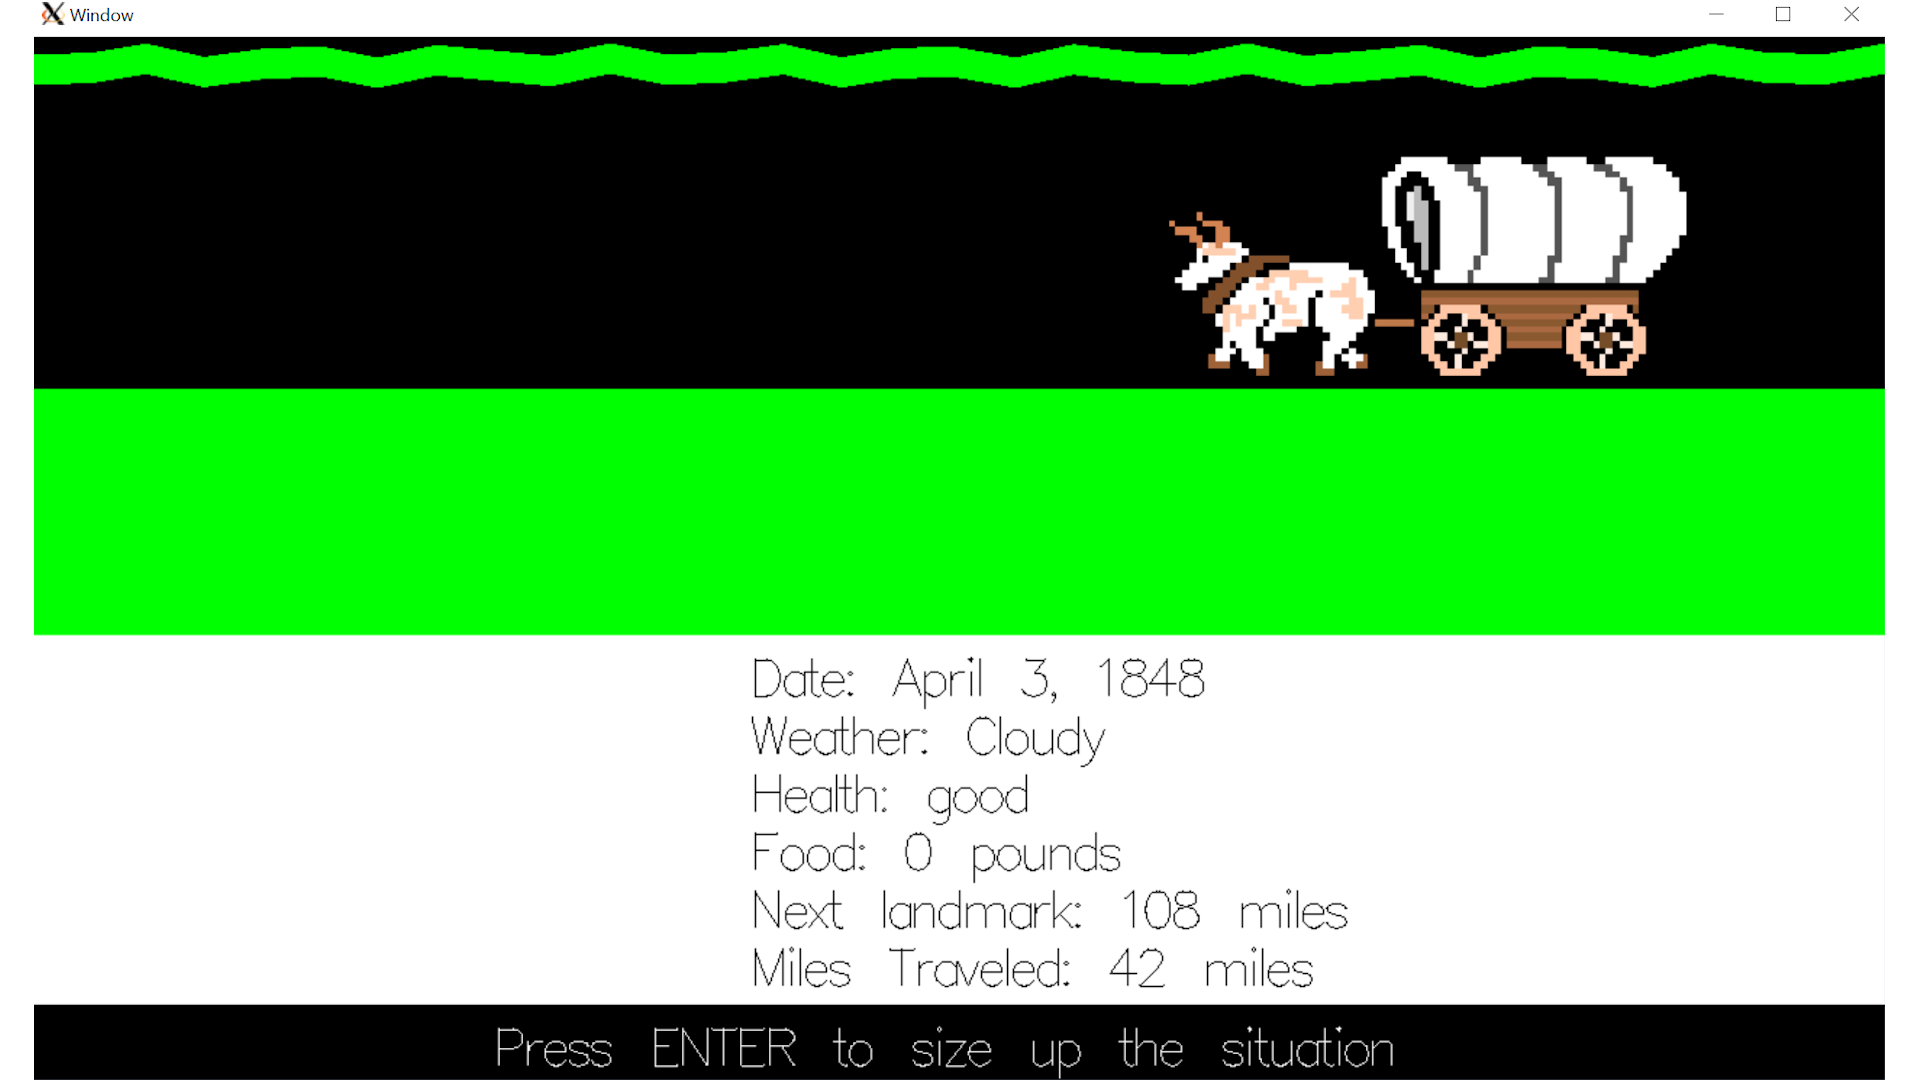 Window
Date: April 3, 1848
Weather: Cloudy
Health: good
Food: 0 pounds
Next landmark: 108 miles
Miles Traveled: 42 miles
Press ENTER to size up the situation